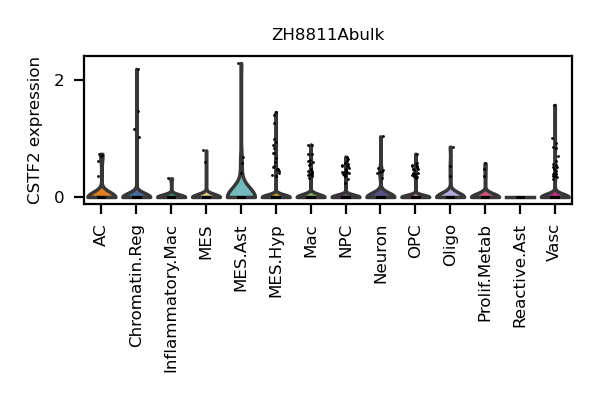 ZH8811Abulk
CSTF2 expression
2
0
AC
Chromatin.Reg
Inflammatory.Mac
MES
MES.Ast
MES.Hyp
Mac
NPC
Neuron
OPC
Oligo
Prolif.Metab
Reactive.Ast
Vasc